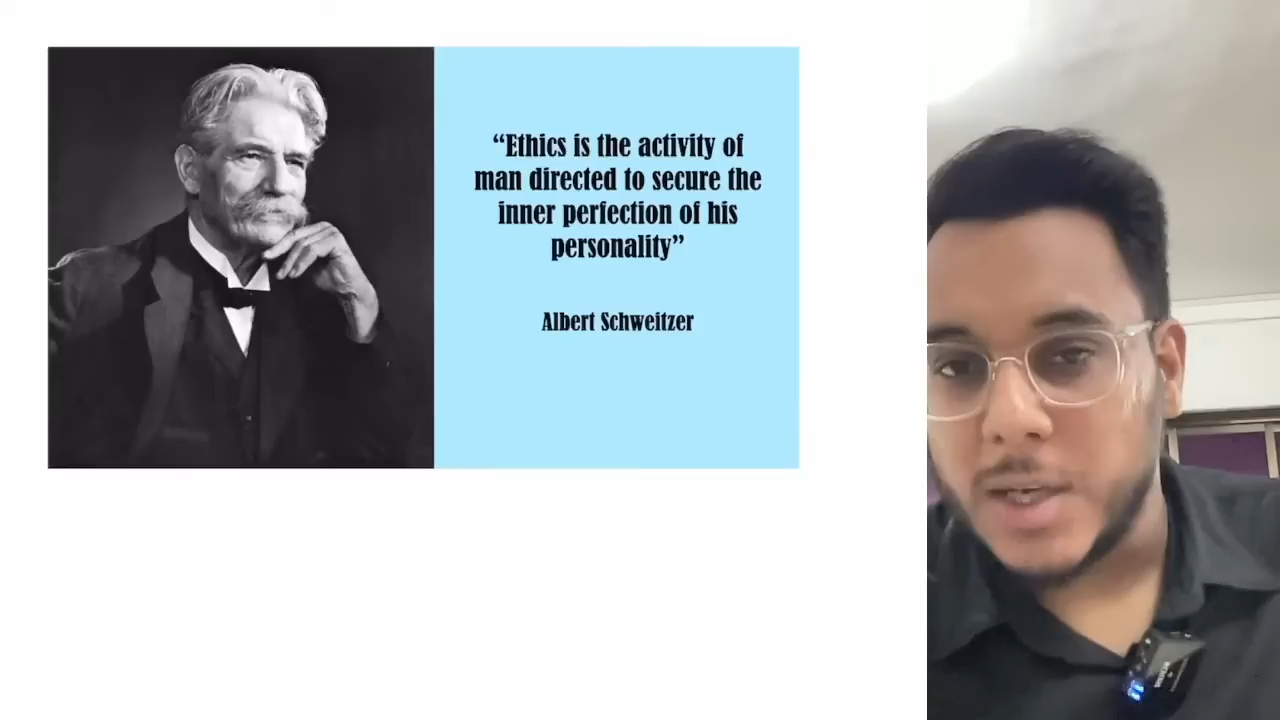 “Ethics is the activity of
man directed to secure the
inner perfection of his
personality”
Albert Schweitzer